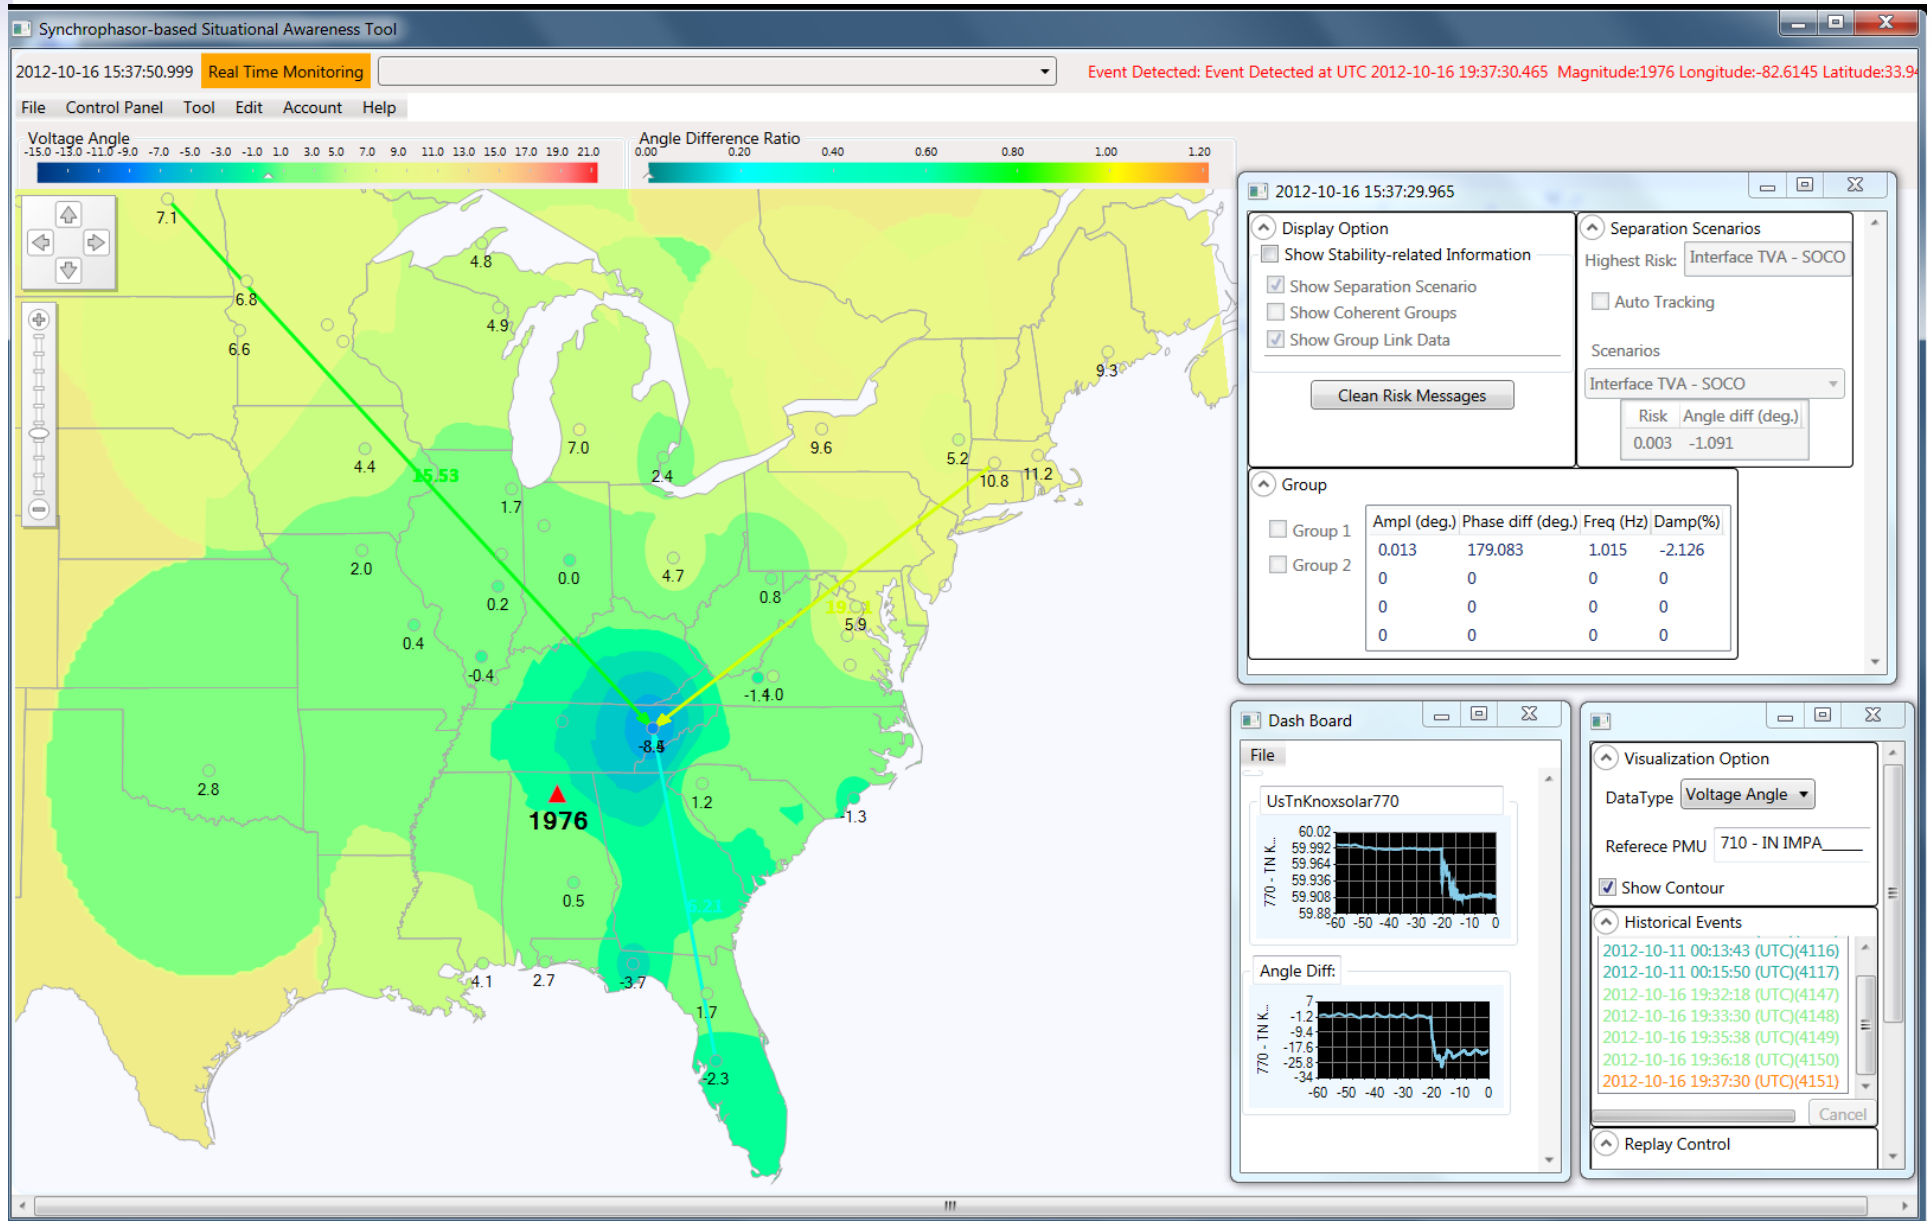 Synchrophasor-based Situational Awareness Tool
2012-10-16 15:37:50.999 Real Time Monitoring
Event Detected: Event Detected at UTC 2012-10-16 19:37:30.465 Magnitude:1976 Longitude:-82.6145 Latitude:33.94
File Control Panel Tool Edit Account Help
Voltage Angle
-15.0 -13.0 -11.0 -9.0 -7.0 -5.0 -3.0 -1.0 1.0 3.0 5.0 7.0 9.0 11.0 13.0 15.0 17.0 19.0 21.0
Angle Difference Ratio
0.00 0.20 0.40 0.60 0.80 1.00 1.20
7.1
4.8
6.8
4.9
6.6
9.3
7.0
9.6
4.4
15.53
2.4
5.2
10.8
11.2
1.7
2.0
0.0
4.7
0.2
0.8
5.9
0.4
-0.4
1.0
2.8
1.2
1976
-1.3
0.5
4.1
2.7
-3.7
1.7
-2.3
2012-10-16 15:37:29.965
Display Option
Show Stability-related Information
Show Separation Scenario
Show Coherent Groups
Show Group Link Data
Clean Risk Messages
Separation Scenarios
Highest Risk: Interface TVA - SOCO
Auto Tracking
Scenarios
Interface TVA - SOCO
Risk Angle diff (deg.)
0.003 -1.091
Group
Group 1
Group 2
Ampl (deg.) Phase diff (deg.) Freq (Hz) Damp(%)
0.013 179.083 1.015 -2.126
0 0 0 0
0 0 0 0
0 0 0 0
Dash Board
File
UsTnKnoxsolar770
770 - TN K...
60.02
59.992
59.964
59.936
59.908
59.88
-60 -50 -40 -30 -20 -10 0
Angle Diff:
770 - TN K...
7
-1.2
-9.4
-17.6
-25.8
-34
-60 -50 -40 -30 -20 -10 0
Visualization Option
DataType Voltage Angle
Referece PMU 710 - IN IMPA_____
Show Contour
Historical Events
2012-10-11 00:13:43 (UTC)(4116)
2012-10-11 00:15:50 (UTC)(4117)
2012-10-16 19:32:18 (UTC)(4147)
2012-10-16 19:33:30 (UTC)(4148)
2012-10-16 19:35:38 (UTC)(4149)
2012-10-16 19:36:18 (UTC)(4150)
2012-10-16 19:37:30 (UTC)(4151)
Cancel
Replay Control